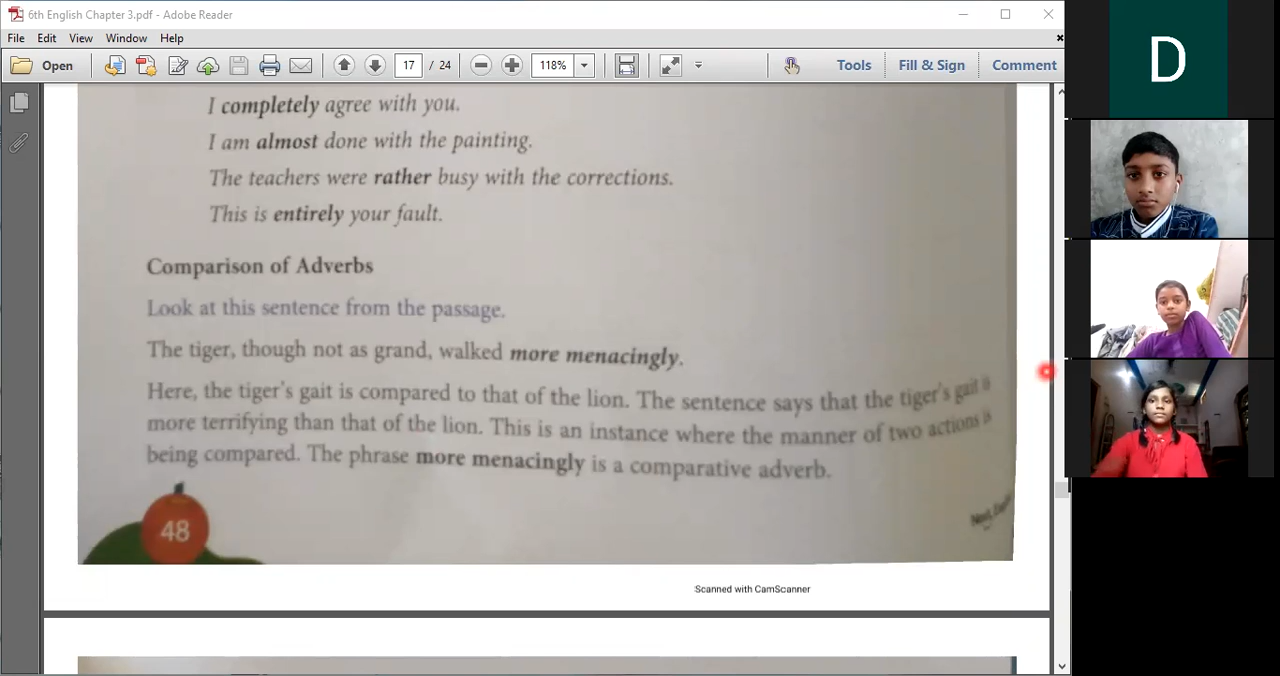 6th English Chapter 3.pdf - Adobe Reader
File Edit View Window Help
Open 17 / 24 118% Tools Fill & Sign Comment
I completely agree with you.
I am almost done with the painting.
The teachers were rather busy with the corrections.
This is entirely your fault.
Comparison of Adverbs
Look at this sentence from the passage.
The tiger, though not as grand, walked more menacingly.
Here, the tiger's gait is compared to that of the lion. The sentence says that the tiger's gait is
more terrifying than that of the lion. This is an instance where the manner of two actions is
being compared. The phrase more menacingly is a comparative adverb.
48
Scanned with CamScanner
D